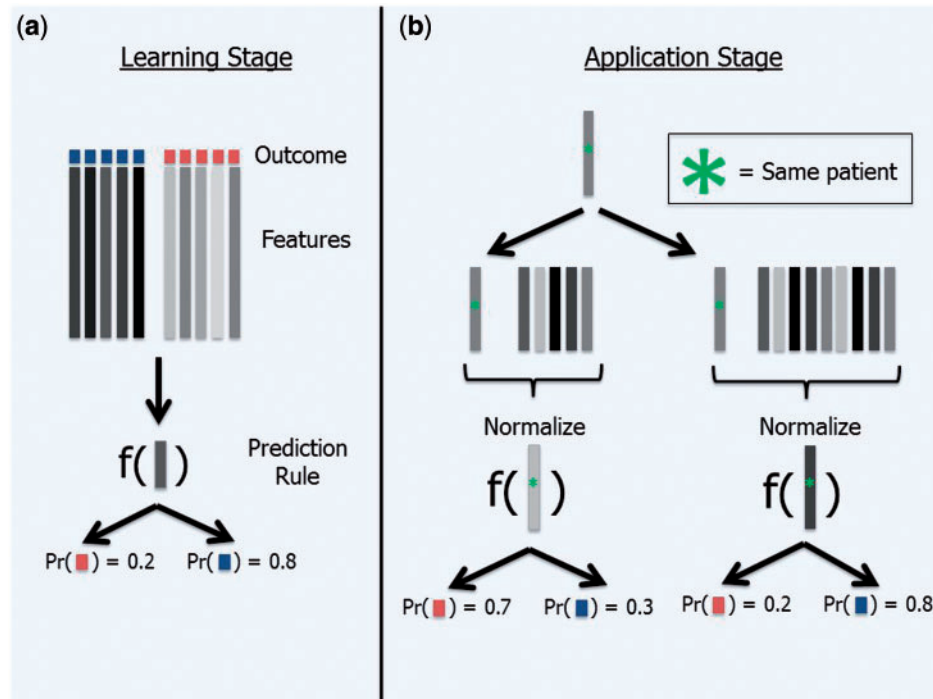 (a)
Learning Stage
Outcome
Features
f( )
Prediction
Rule
Pr( ) = 0.2 Pr( ) = 0.8
(b)
Application Stage
* = Same patient
*
* *
Normalize Normalize
f( * ) f( * )
Pr( ) = 0.7 Pr( ) = 0.3 Pr( ) = 0.2 Pr( ) = 0.8